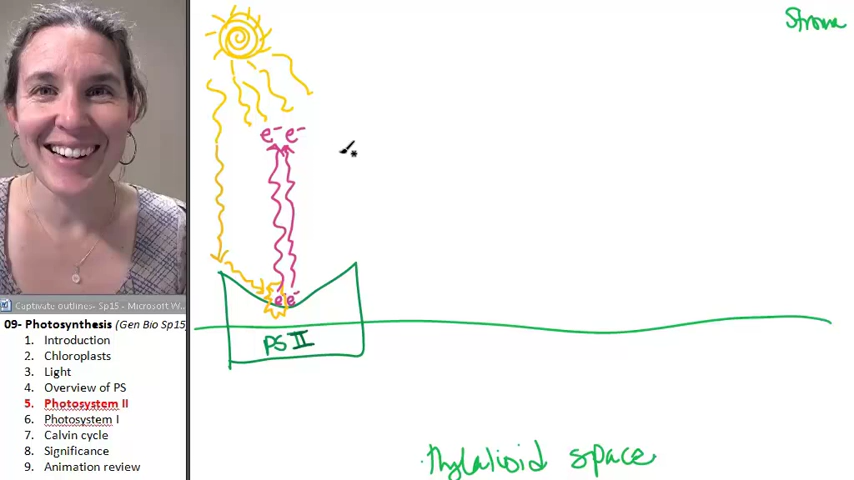 Stroma
e⁻ e⁻
e⁻ e⁻
PS II
thylakoid space
Captivate outlines- Sp15 - Microsoft W...
09- Photosynthesis (Gen Bio Sp15
1. Introduction
2. Chloroplasts
3. Light
4. Overview of PS
5. Photosystem II
6. Photosystem I
7. Calvin cycle
8. Significance
9. Animation review